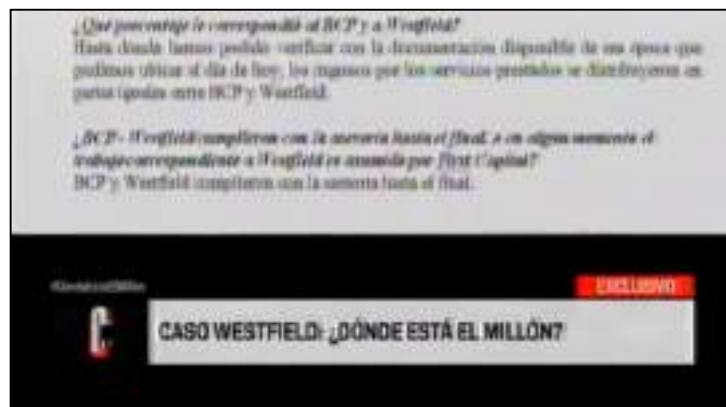 ¿Que porcentaje le correspondió al BCP y a Westfield?
Hasta donde hemos podido verificar con la documentación disponible de esa época que
pudimos ubicar al día de hoy, los ingresos por los servicios prestados se distribuyeron en
partes iguales entre BCP y Westfield.
¿BCP - Westfield cumplieron con la asesoría hasta el final, o en algún momento el
trabajo correspondiente a Westfield es asumido por First Capital?
BCP y Westfield cumplieron con la asesoría hasta el final.
EXCLUSIVO
C
CASO WESTFIELD: ¿DÓNDE ESTÁ EL MILLÓN?